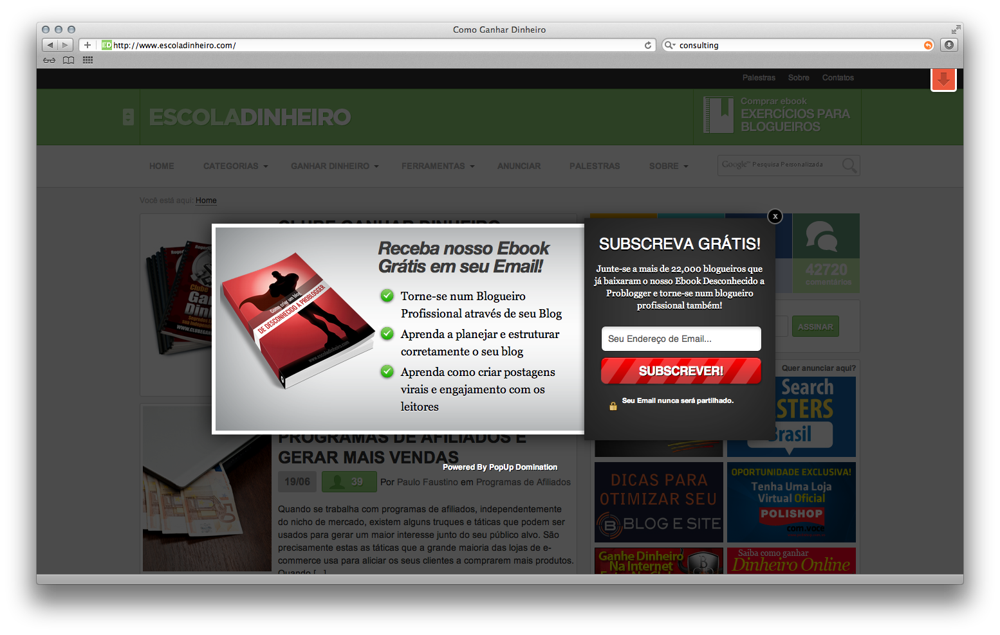 Como Ganhar Dinheiro
ED http://www.escoladinheiro.com/
consulting
Palestras Sobre Contatos
ESCOLADINHEIRO
Comprar ebook
EXERCÍCIOS PARA
BLOGUEIROS
HOME CATEGORIAS GANHAR DINHEIRO FERRAMENTAS ANUNCIAR PALESTRAS SOBRE
Google™ Pesquisa Personalizada
Você está aqui: Home
CLUBE GANHAR DINHEIRO
Receba nosso Ebook
Grátis em seu Email!
Torne-se num Blogueiro
Profissional através de seu Blog
Aprenda a planejar e estruturar
corretamente o seu blog
Aprenda como criar postagens
virais e engajamento com os
leitores
Como criar um blog
DE DESCONHECIDO A PROBLOGGER
www.escoladinheiro.com
x
SUBSCREVA GRÁTIS!
Junte-se a mais de 22,000 blogueiros que
já baixaram o nosso Ebook Desconhecido a
Problogger e torne-se num blogueiro
profissional também!
Seu Endereço de Email...
SUBSCREVER!
Seu Email nunca será partilhado.
42720
comentários
ASSINAR
Quer anunciar aqui?
Search
Brasil
PROGRAMAS DE AFILIADOS E
GERAR MAIS VENDAS
Powered By PopUp Domination
19/06 39 Por Paulo Faustino em Programas de Afiliados
Quando se trabalha com programas de afiliados, independentemente
do nicho de mercado, existem alguns truques e táticas que podem ser
usados para gerar um maior interesse junto do seu público alvo. São
precisamente estas as táticas que a grande maioria das lojas de e-
commerce usa para aliciar os seus clientes a comprarem mais produtos.
Quando [...]
DICAS PARA
OTIMIZAR SEU
BLOG E SITE
OPORTUNIDADE EXCLUSIVA!
Tenha Uma Loja
Virtual Oficial
POLISHOP
com.voce
Ganhe Dinheiro
Na Internet
Saiba como ganhar
Dinheiro Online